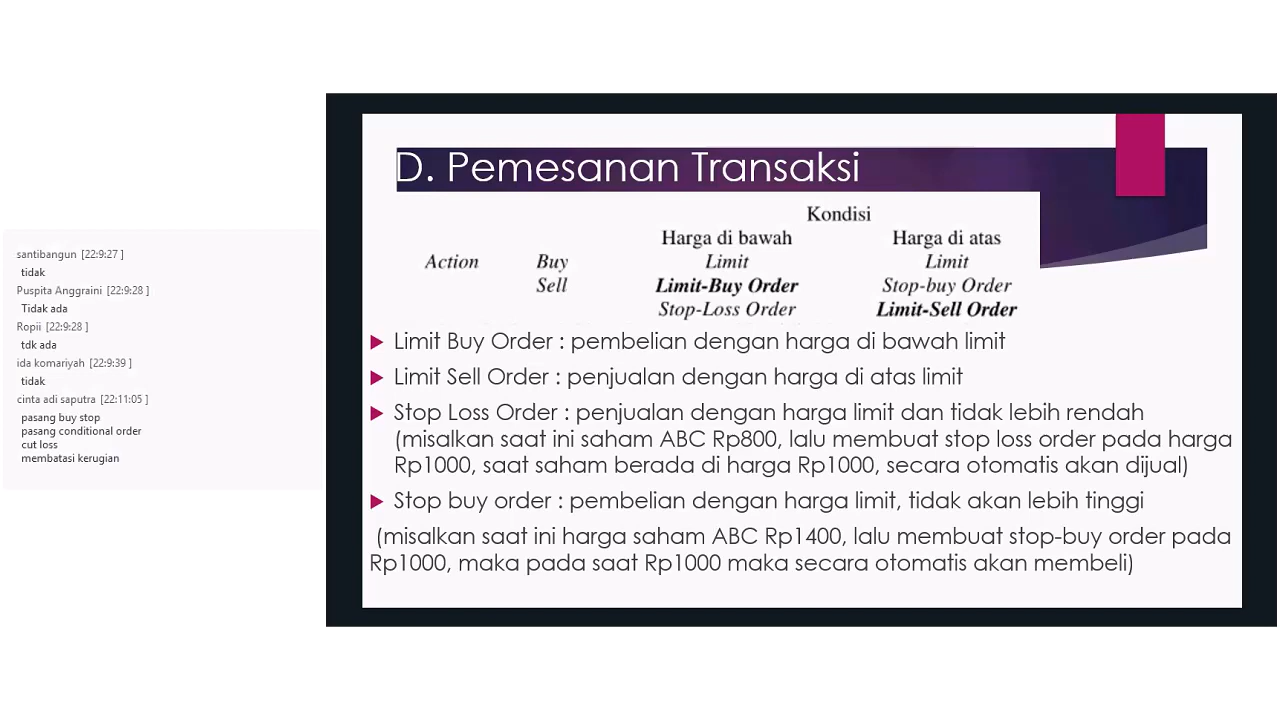 santibangun [22:9:27 ]
tidak
Puspita Anggraini [22:9:28 ]
Tidak ada
Ropii [22:9:28 ]
tdk ada
ida komariyah [22:9:39 ]
tidak
cinta adi saputra [22:11:05 ]
pasang buy stop
pasang conditional order
cut loss
membatasi kerugian
D. Pemesanan Transaksi
Kondisi
Harga di bawah Harga di atas
Action Buy Limit Limit
Sell Limit-Buy Order Stop-buy Order
Stop-Loss Order Limit-Sell Order
Limit Buy Order : pembelian dengan harga di bawah limit
Limit Sell Order : penjualan dengan harga di atas limit
Stop Loss Order : penjualan dengan harga limit dan tidak lebih rendah
(misalkan saat ini saham ABC Rp800, lalu membuat stop loss order pada harga
Rp1000, saat saham berada di harga Rp1000, secara otomatis akan dijual)
Stop buy order : pembelian dengan harga limit, tidak akan lebih tinggi
(misalkan saat ini harga saham ABC Rp1400, lalu membuat stop-buy order pada
Rp1000, maka pada saat Rp1000 maka secara otomatis akan membeli)